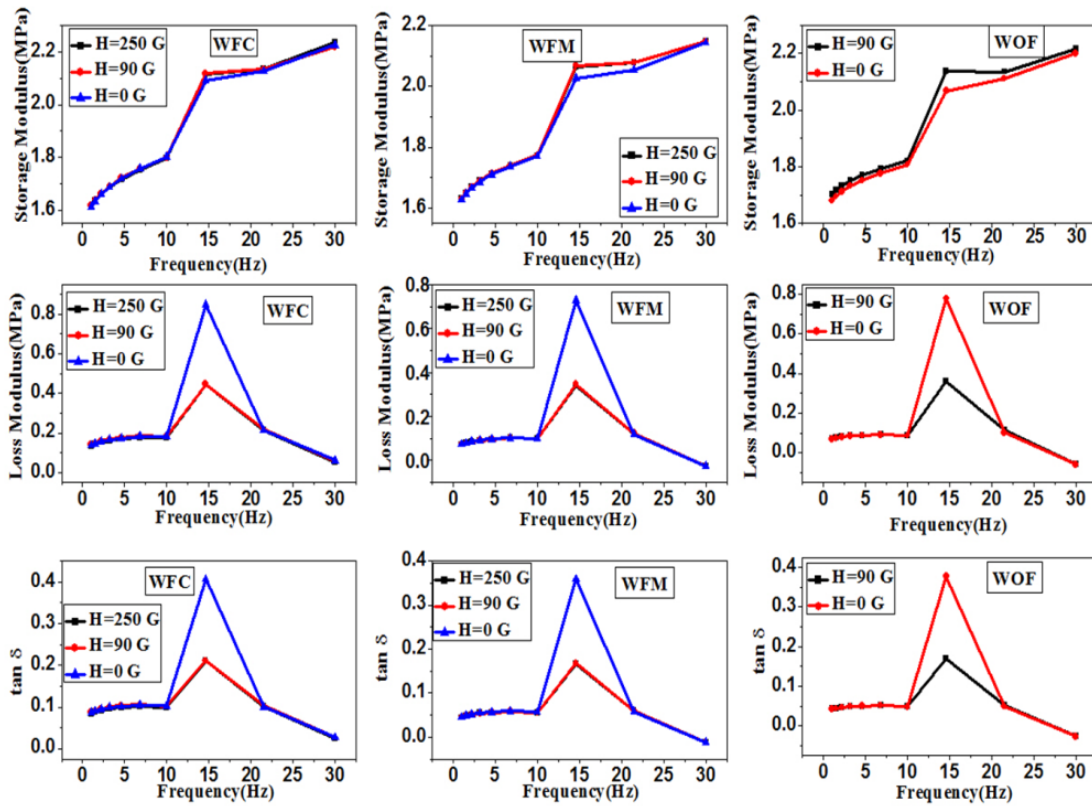 H=250 G
H=90 G
H=0 G
WFC
Storage Modulus(MPa)
2.2
2.0
1.8
1.6
0 5 10 15 20 25 30
Frequency(Hz)
WFM
H=250 G
H=90 G
H=0 G
Storage Modulus(MPa)
2.2
2.0
1.8
1.6
0 5 10 15 20 25 30
Frequency(Hz)
H=90 G
H=0 G
WOF
Storage Modulus(MPa)
2.2
2.0
1.8
1.6
0 5 10 15 20 25 30
Frequency(Hz)
H=250 G
H=90 G
H=0 G
WFC
Loss Modulus(MPa)
0.8
0.6
0.4
0.2
0.0
0 5 10 15 20 25 30
Frequency(Hz)
H=250 G
H=90 G
H=0 G
WFM
Loss Modulus(MPa)
0.8
0.6
0.4
0.2
0.0
0 5 10 15 20 25 30
Frequency(Hz)
H=90 G
H=0 G
WOF
Loss Modulus(MPa)
0.8
0.6
0.4
0.2
0.0
0 5 10 15 20 25 30
Frequency(Hz)
WFC
H=250 G
H=90 G
H=0 G
tan δ
0.4
0.3
0.2
0.1
0.0
0 5 10 15 20 25 30
Frequency(Hz)
H=250 G
H=90 G
H=0 G
WFM
tan δ
0.4
0.3
0.2
0.1
0.0
0 5 10 15 20 25 30
Frequency(Hz)
H=90 G
H=0 G
WOF
tan δ
0.4
0.3
0.2
0.1
0.0
0 5 10 15 20 25 30
Frequency(Hz)